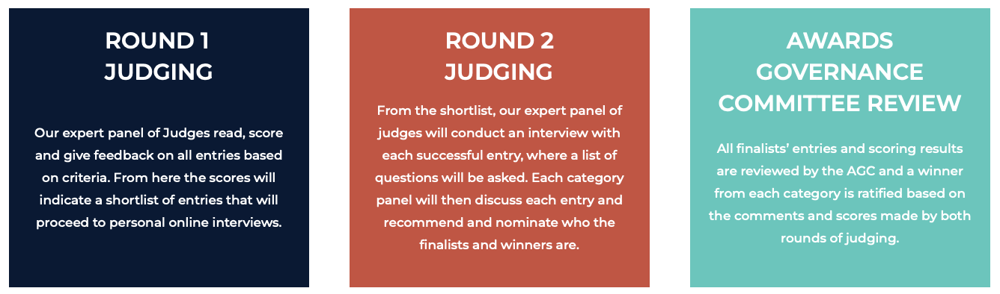 ROUND 1
JUDGING
Our expert panel of Judges read, score
and give feedback on all entries based
on criteria. From here the scores will
indicate a shortlist of entries that will
proceed to personal online interviews.
ROUND 2
JUDGING
From the shortlist, our expert panel of
judges will conduct an interview with
each successful entry, where a list of
questions will be asked. Each category
panel will then discuss each entry and
recommend and nominate who the
finalists and winners are.
AWARDS
GOVERNANCE
COMMITTEE REVIEW
All finalists’ entries and scoring results
are reviewed by the AGC and a winner
from each category is ratified based on
the comments and scores made by both
rounds of judging.